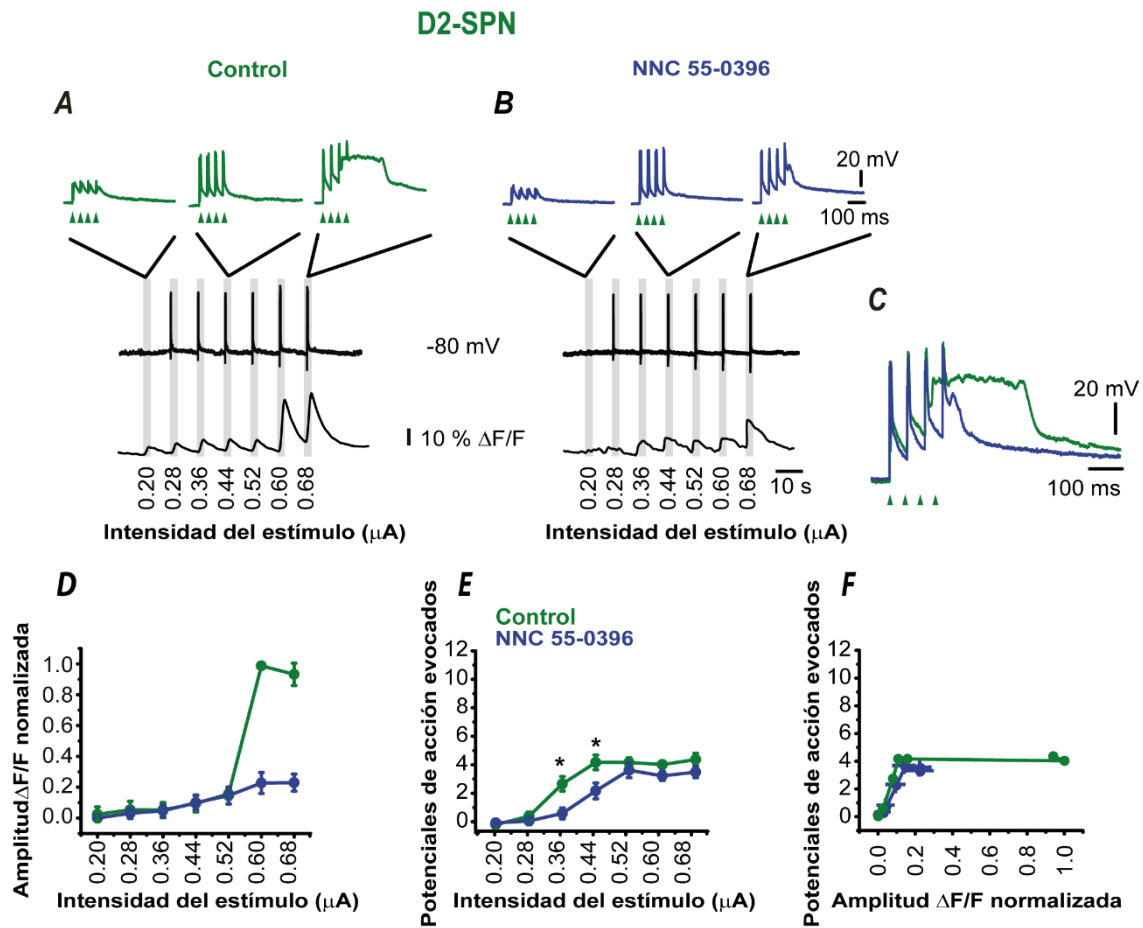 D2-SPN
Control
NNC 55-0396
A
B
20 mV
100 ms
-80 mV
10 % ΔF/F
0.20 0.28 0.36 0.44 0.52 0.60 0.68
Intensidad del estímulo (μA)
0.20 0.28 0.36 0.44 0.52 0.60 0.68
10 s
Intensidad del estímulo (μA)
C
20 mV
100 ms
D
Amplitud ΔF/F nomalizada
1.0
0.8
0.6
0.4
0.2
0.0
0.20 0.28 0.36 0.44 0.52 0.60 0.68
Intensidad del estímulo (μA)
E
Control
NNC 55-0396
Potenciales de acción evocados
12
10
8
6
4
2
0
* *
0.20 0.28 0.36 0.44 0.52 0.60 0.68
Intensidad del estímulo (μA)
F
Potenciales de acción evocados
12
10
8
6
4
2
0
0.0 0.2 0.4 0.6 0.8 1.0
Amplitud ΔF/F normalizada